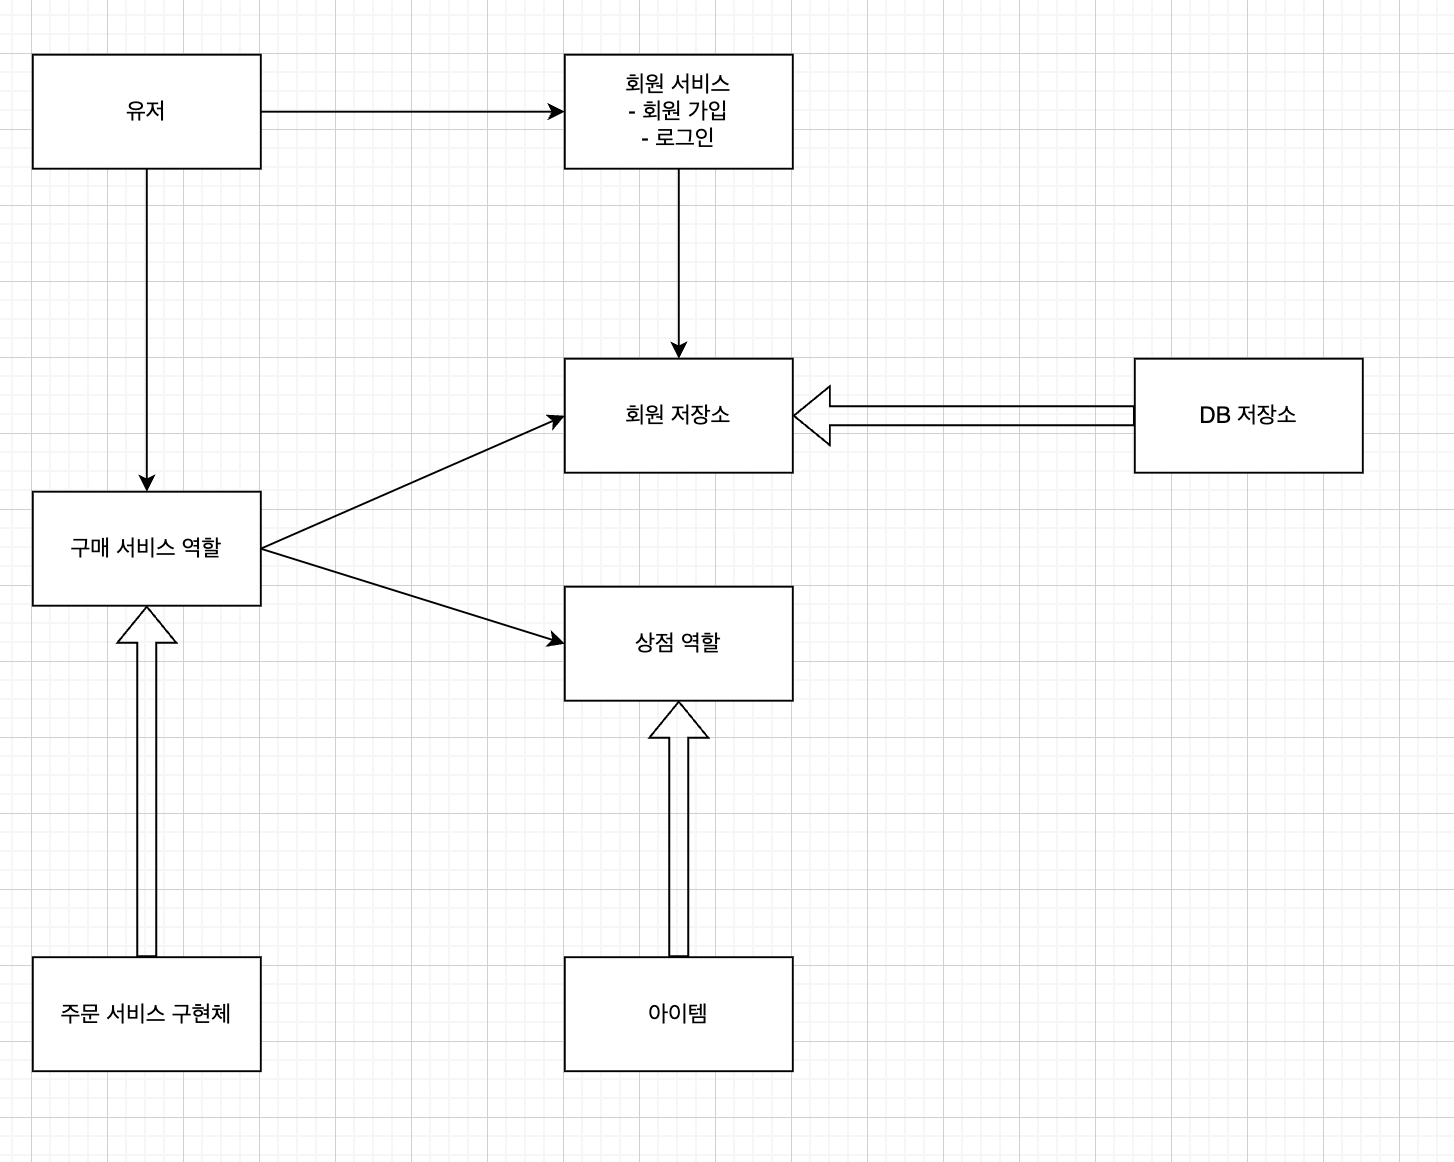 유저
회원 서비스
- 회원 가입
- 로그인
회원 저장소
DB 저장소
구매 서비스 역할
상점 역할
주문 서비스 구현체
아이템